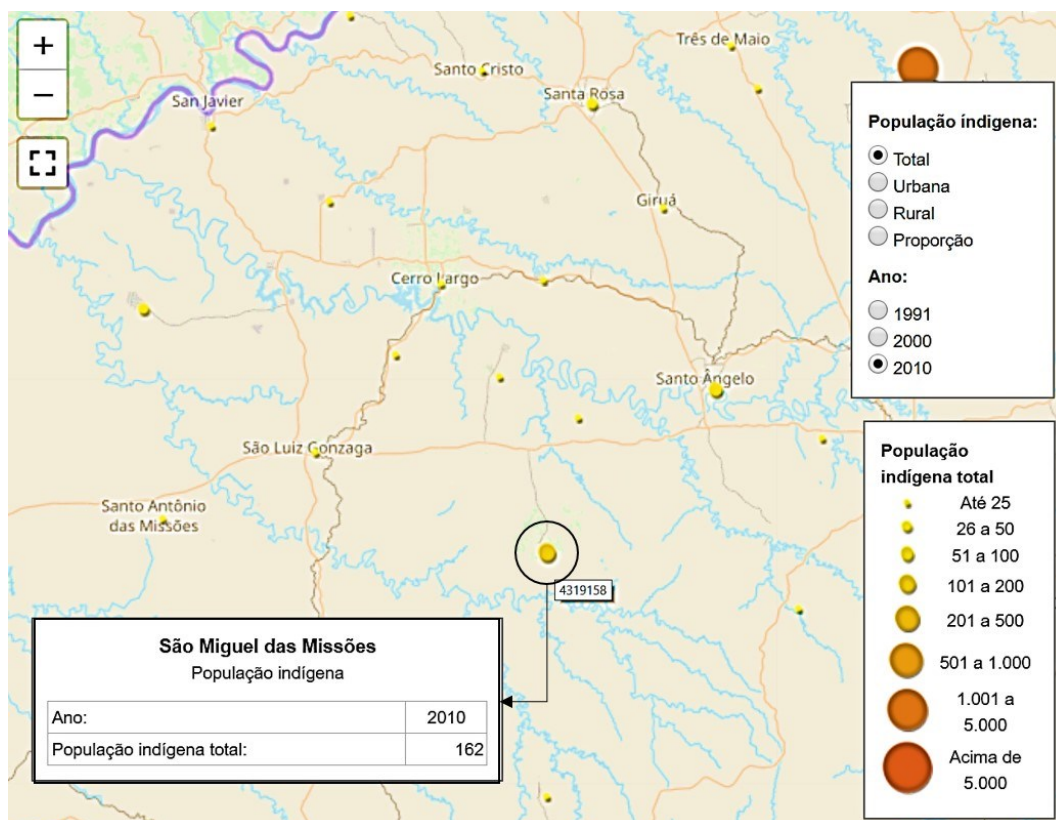 +
−
Três de Maio
Santo Cristo
Santa Rosa
San Javier
Giruá
Cerro Largo
Santo Ângelo
São Luiz Gonzaga
Santo Antônio
das Missões
4319158
População índigena:
Total
Urbana
Rural
Proporção
Ano:
1991
2000
2010
População
indígena total
Até 25
26 a 50
51 a 100
101 a 200
201 a 500
501 a 1.000
1.001 a
5.000
Acima de
5.000
São Miguel das Missões
População indígena
Ano: 2010
População indígena total: 162